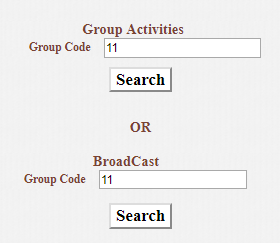 Group Activities
Group Code 11
Search
OR
BroadCast
Group Code 11
Search